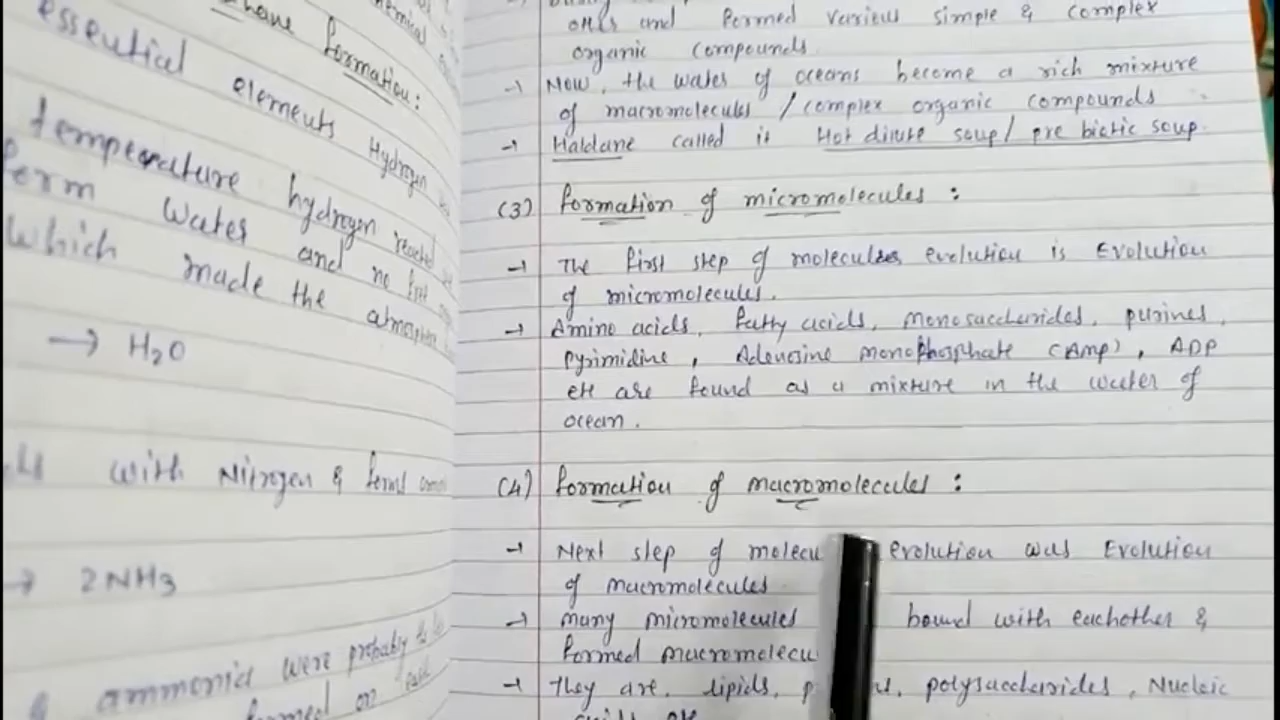 formation:
essential elements Hydrogen
temperature hydrogen reacted
form water and no free
which made the atmosphere
→ H2O
with Nitrogen & forms
→ 2NH3
ammonia were probably
formed on
and formed various simple & complex
organic compounds.
→ Now, the water of oceans become a rich mixture
of macromolecules / complex organic compounds
→ Haldane called it Hot dilute soup / pre biotic soup.
(3) formation of micromolecules :
→ The first step of molecules evolution is Evolution
of micromolecules.
→ Amino acids, fatty acids, monosaccharides, purines,
pyrimidine, Adenosine monophosphate (AMP), ADP
etc are found as a mixture in the water of
ocean.
(4) formation of macromolecules :
→ Next step of molecu evolution was Evolution
of macromolecules
→ many micromolecules bound with eachother &
formed macromolecu
→ They are, lipids, p s, polysaccharides, Nucleic